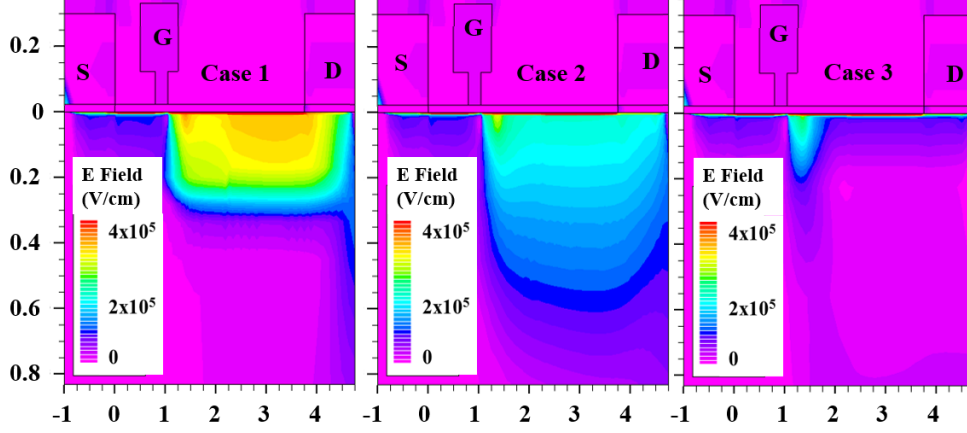 G
S
Case 1
D
G
S
Case 2
D
G
S
Case 3
D
0.2
0
0.2
0.4
0.6
0.8
E Field
(V/cm)
4x10⁵
2x10⁵
0
E Field
(V/cm)
4x10⁵
2x10⁵
0
E Field
(V/cm)
4x10⁵
2x10⁵
0
-1 0 1 2 3 4
-1 0 1 2 3 4
-1 0 1 2 3 4